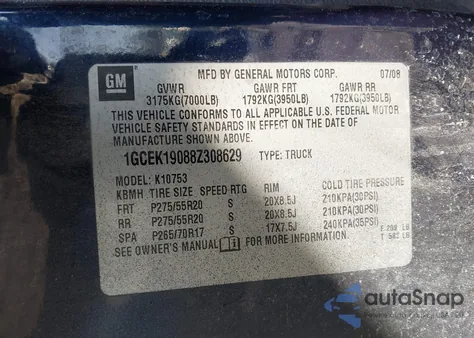 GM
MFD BY GENERAL MOTORS CORP. 07/08
GVWR GAWR FRT GAWR RR
3175KG(7000LB) 1792KG(3950LB) 1792KG(3950LB)
THIS VEHICLE CONFORMS TO ALL APPLICABLE U.S. FEDERAL MOTOR
VEHICLE SAFETY STANDARDS IN EFFECT ON THE DATE OF
MANUFACTURE SHOWN ABOVE.
1GCEK19088Z308629 TYPE: TRUCK
MODEL: K10753
KBMH TIRE SIZE SPEED RTG RIM COLD TIRE PRESSURE
FRT P275/55R20 S 20X8.5J 210KPA(30PSI)
RR P275/55R20 S 20X8.5J 210KPA(30PSI)
SPA P265/70R17 S 17X7.5J 240KPA(35PSI)
SEE OWNER'S MANUAL FOR MORE INFORMATION.
autoSnap